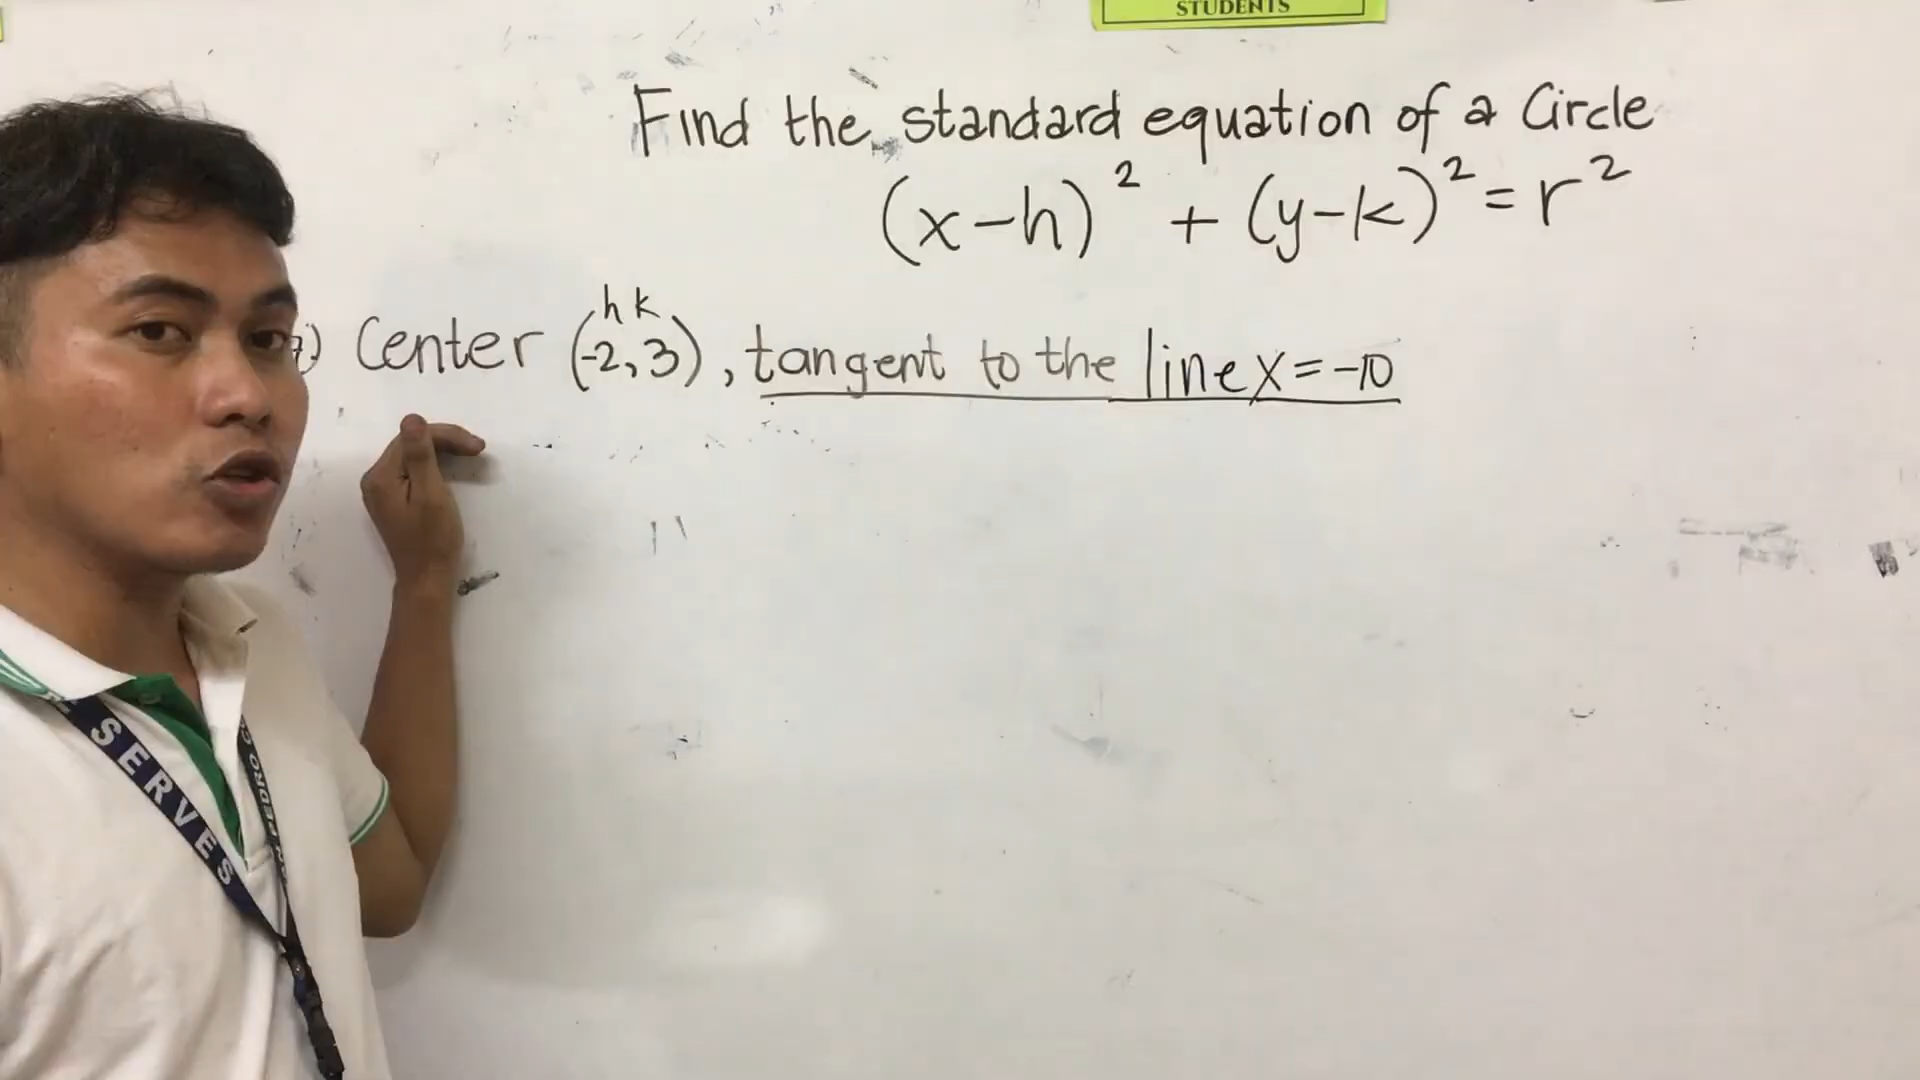 STUDENTS
Find the standard equation of a Circle
(x-h)² + (y-k)² = r²
h k
7.) Center (-2, 3), tangent to the line x = -10
SERVES